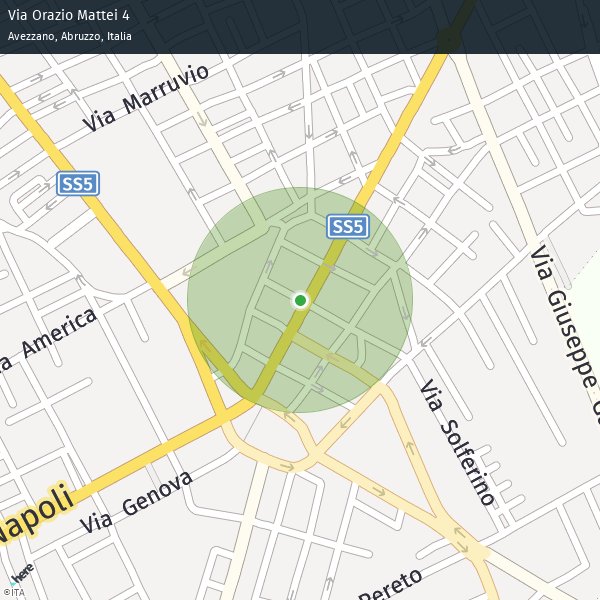 Via Orazio Mattei 4
Avezzano, Abruzzo, Italia
Via Marruvio
SS5
SS5
Via Giuseppe
America
Via Solferino
Napoli
Via Genova
Pereto
here
©ITA